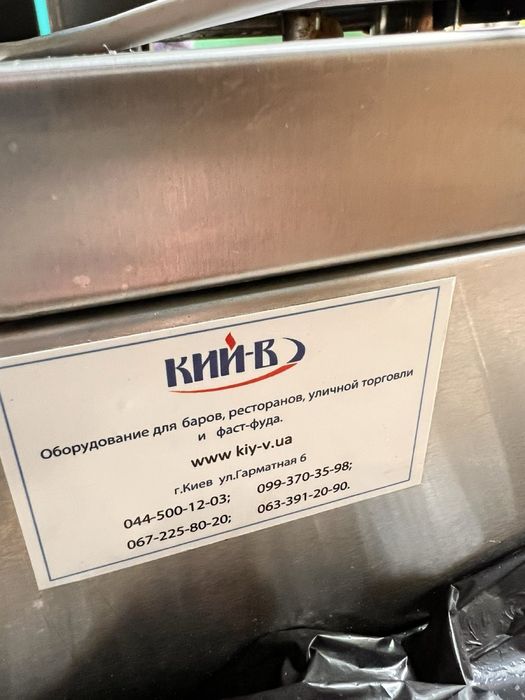 КИЙ-В
Оборудование для баров, ресторанов, уличной торговли
и фаст-фуда.
www kiy-v.ua
г.Киев ул.Гарматная 6
044-500-12-03; 099-370-35-98;
067-225-80-20; 063-391-20-90.